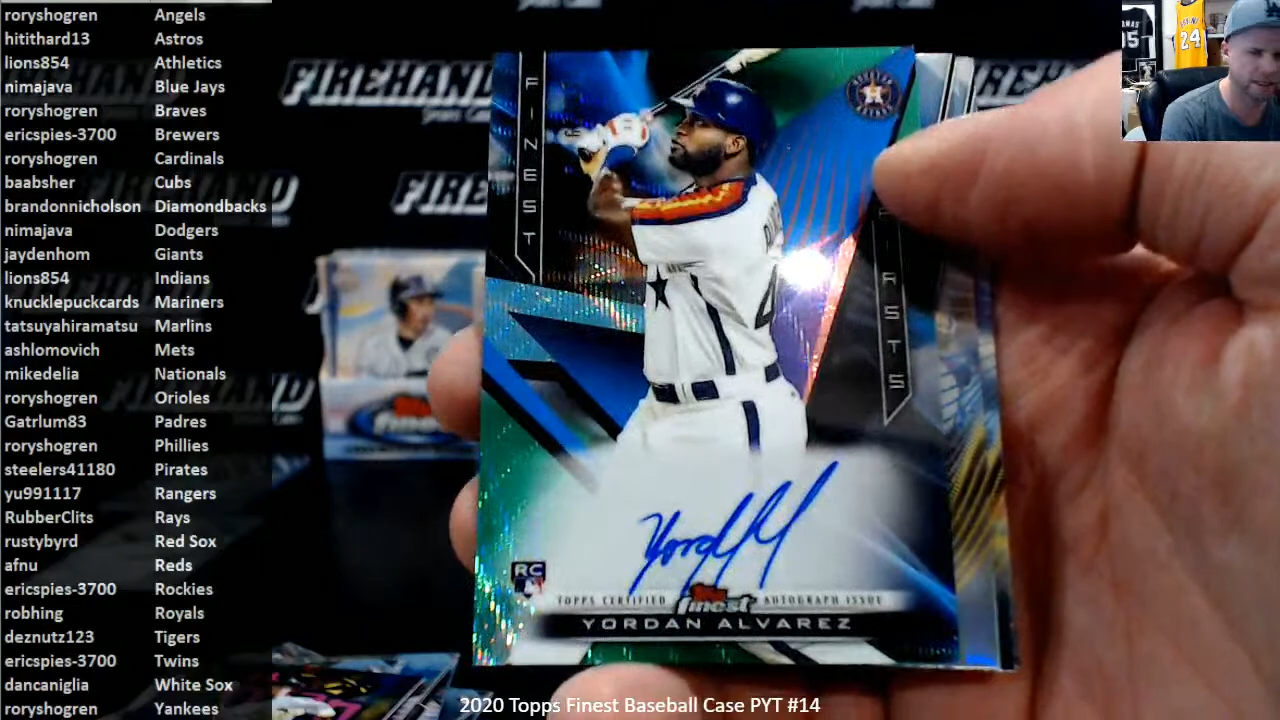 roryshogren Angels
hitithard13 Astros
lions854 Athletics
nimajava Blue Jays
roryshogren Braves
ericspies-3700 Brewers
roryshogren Cardinals
baabsher Cubs
brandonnicholson Diamondbacks
nimajava Dodgers
jaydenhom Giants
lions854 Indians
knucklepuckcards Mariners
tatsuyahiramatsu Marlins
ashlomovich Mets
mikedelia Nationals
roryshogren Orioles
Gatrlum83 Padres
roryshogren Phillies
steelers41180 Pirates
yu991117 Rangers
RubberClits Rays
rustybyrd Red Sox
afnu Reds
ericspies-3700 Rockies
robhing Royals
deznutz123 Tigers
ericspies-3700 Twins
dancaniglia White Sox
roryshogren Yankees
FIREHAND
FINEST
FIRSTS
RC
TOPPS CERTIFIED Topps finest AUTOGRAPH ISSUE
YORDAN ALVAREZ
24
2020 Topps Finest Baseball Case PYT #14